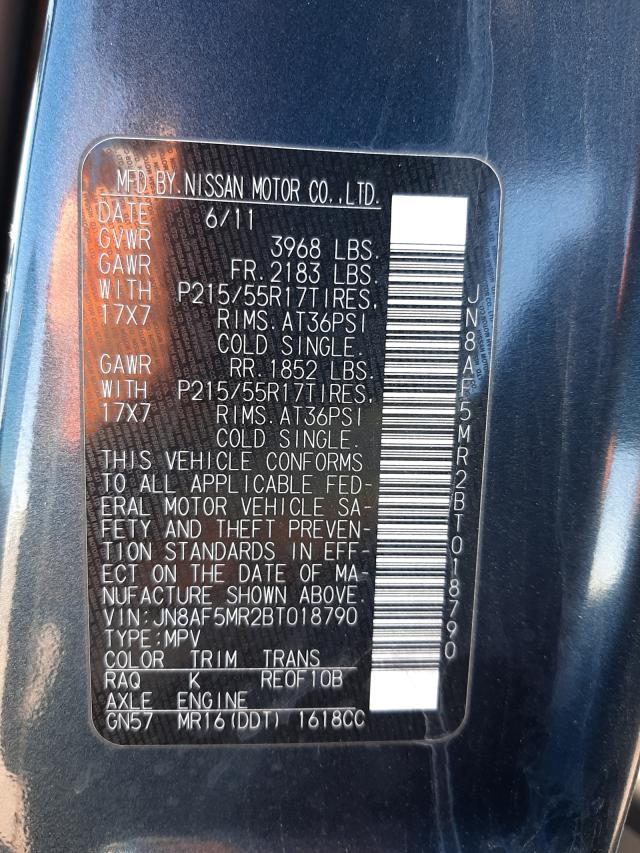 MFD BY.NISSAN MOTOR CO.,LTD.
DATE 6/11
GVWR 3968 LBS.
GAWR FR.2183 LBS.
WITH P215/55R17TIRES,
17X7 RIMS.AT36PSI
COLD SINGLE.
GAWR RR.1852 LBS.
WITH P215/55R17TIRES,
17X7 RIMS.AT36PSI
COLD SINGLE.
THIS VEHICLE CONFORMS
TO ALL APPLICABLE FED-
ERAL MOTOR VEHICLE SA-
FETY AND THEFT PREVEN-
TION STANDARDS IN EFF-
ECT ON THE DATE OF MA-
NUFACTURE SHOWN ABOVE.
VIN:JN8AF5MR2BT018790
TYPE:MPV
COLOR TRIM TRANS
RAQ K RE0F10B
AXLE ENGINE
GN57 MR16(DDT) 1618CC
JN8AF5MR2BT018790